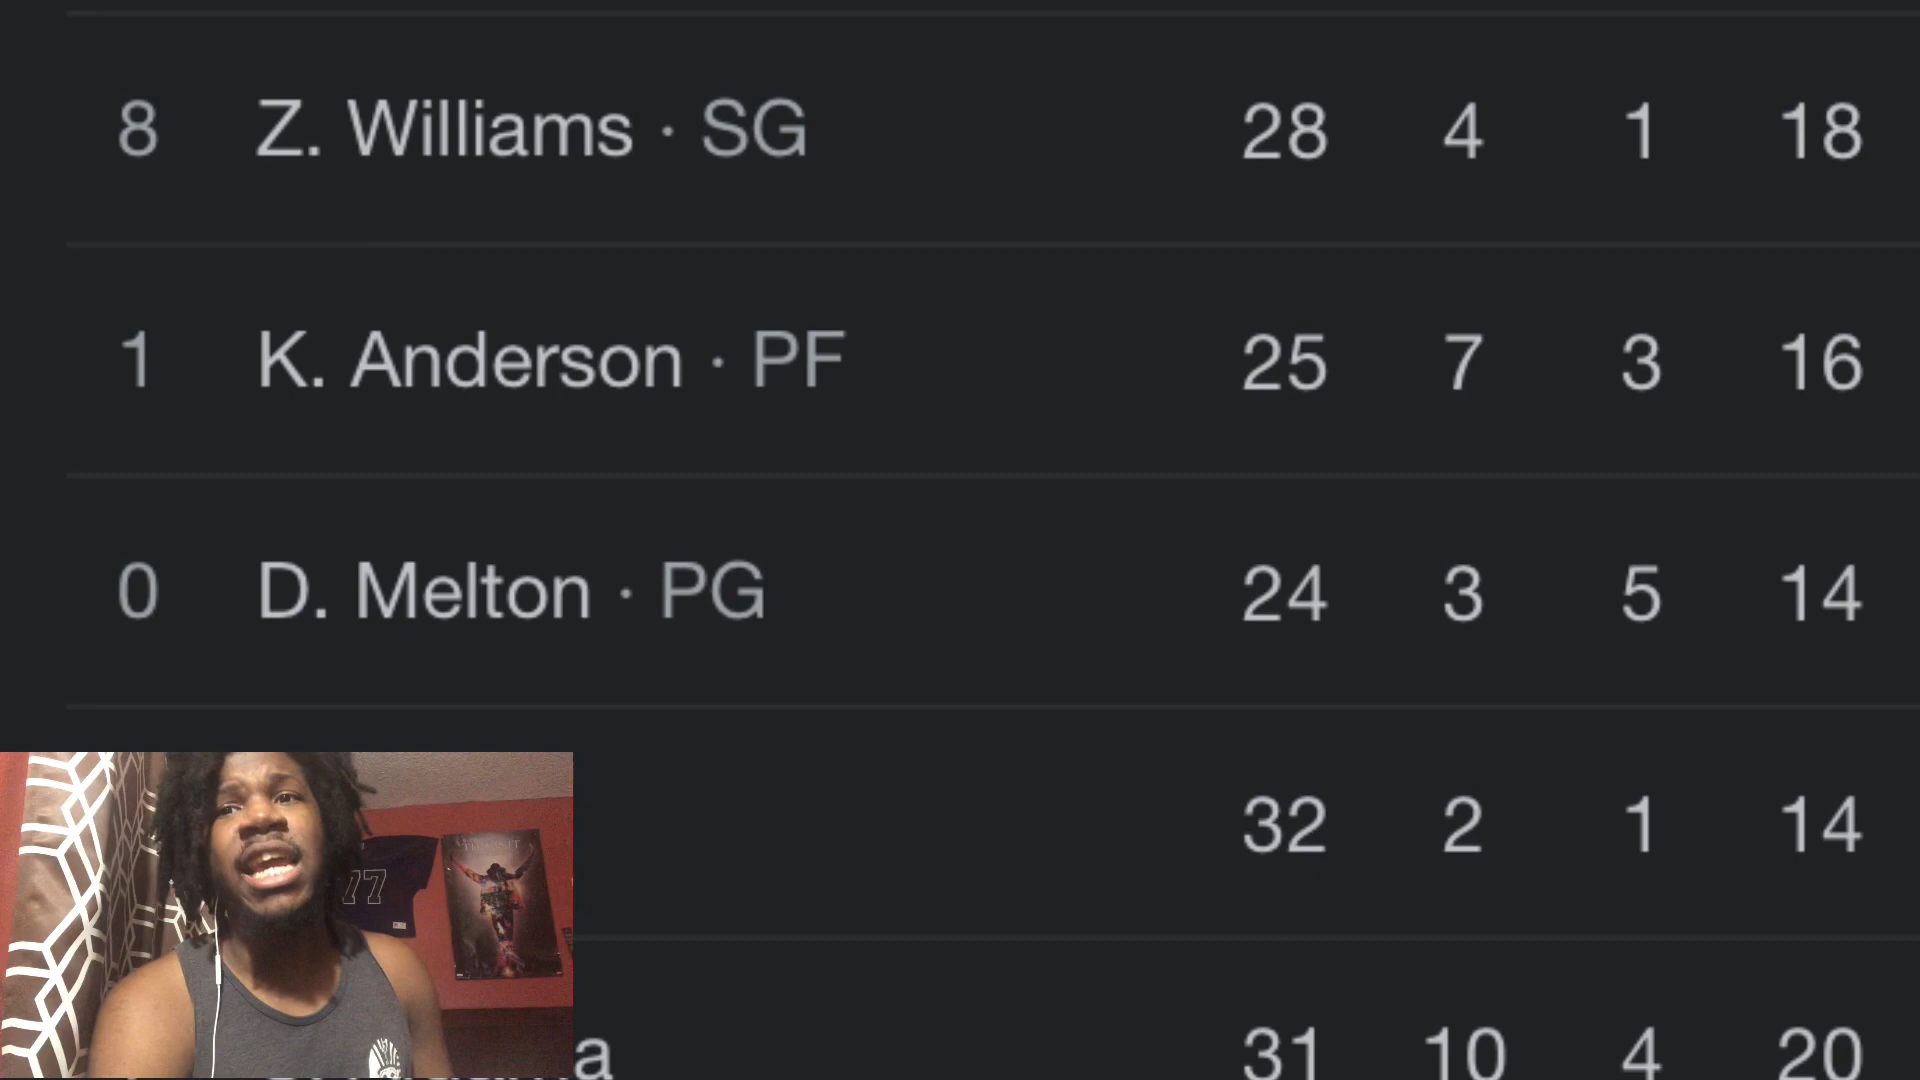 8 Z. Williams · SG 28 4 1 18
1 K. Anderson · PF 25 7 3 16
0 D. Melton · PG 24 3 5 14
32 2 1 14
77
31 10 4 20